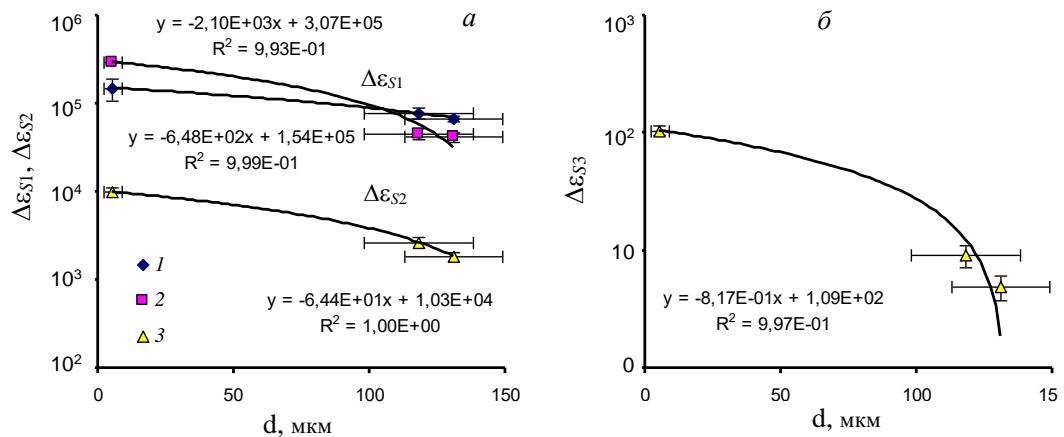 а
y = -2,10E+03x + 3,07E+05
R² = 9,93E-01
Δε_S1
y = -6,48E+02x + 1,54E+05
R² = 9,99E-01
Δε_S2
y = -6,44E+01x + 1,03E+04
R² = 1,00E+00
1
2
3
10⁶
10⁵
10⁴
10³
10²
0 50 100 150
d, мкм
Δε_S1, Δε_S2
б
10³
10²
10
0
y = -8,17E-01x + 1,09E+02
R² = 9,97E-01
0 50 100 15
d, мкм
Δε_S3